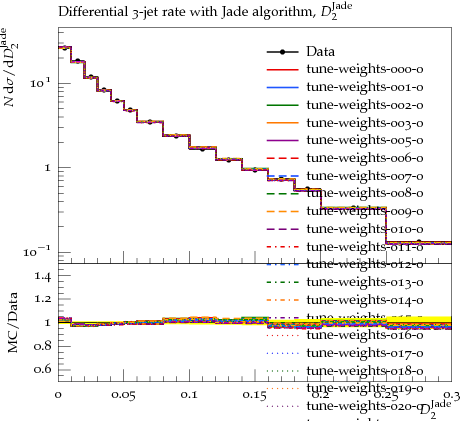 Differential 3-jet rate with Jade algorithm, D_2^Jade
N dσ/dD_2^Jade
Data
tune-weights-000-0
tune-weights-001-0
tune-weights-002-0
tune-weights-003-0
tune-weights-005-0
tune-weights-006-0
tune-weights-007-0
tune-weights-008-0
tune-weights-009-0
tune-weights-010-0
tune-weights-011-0
tune-weights-012-0
tune-weights-013-0
tune-weights-014-0
tune-weights-015-0
tune-weights-016-0
tune-weights-017-0
tune-weights-018-0
tune-weights-019-0
tune-weights-020-0
10^1
1
10^−1
MC/Data
1.4
1.2
1
0.8
0.6
0 0.05 0.1 0.15 0.2 0.25 0.3
D_2^Jade